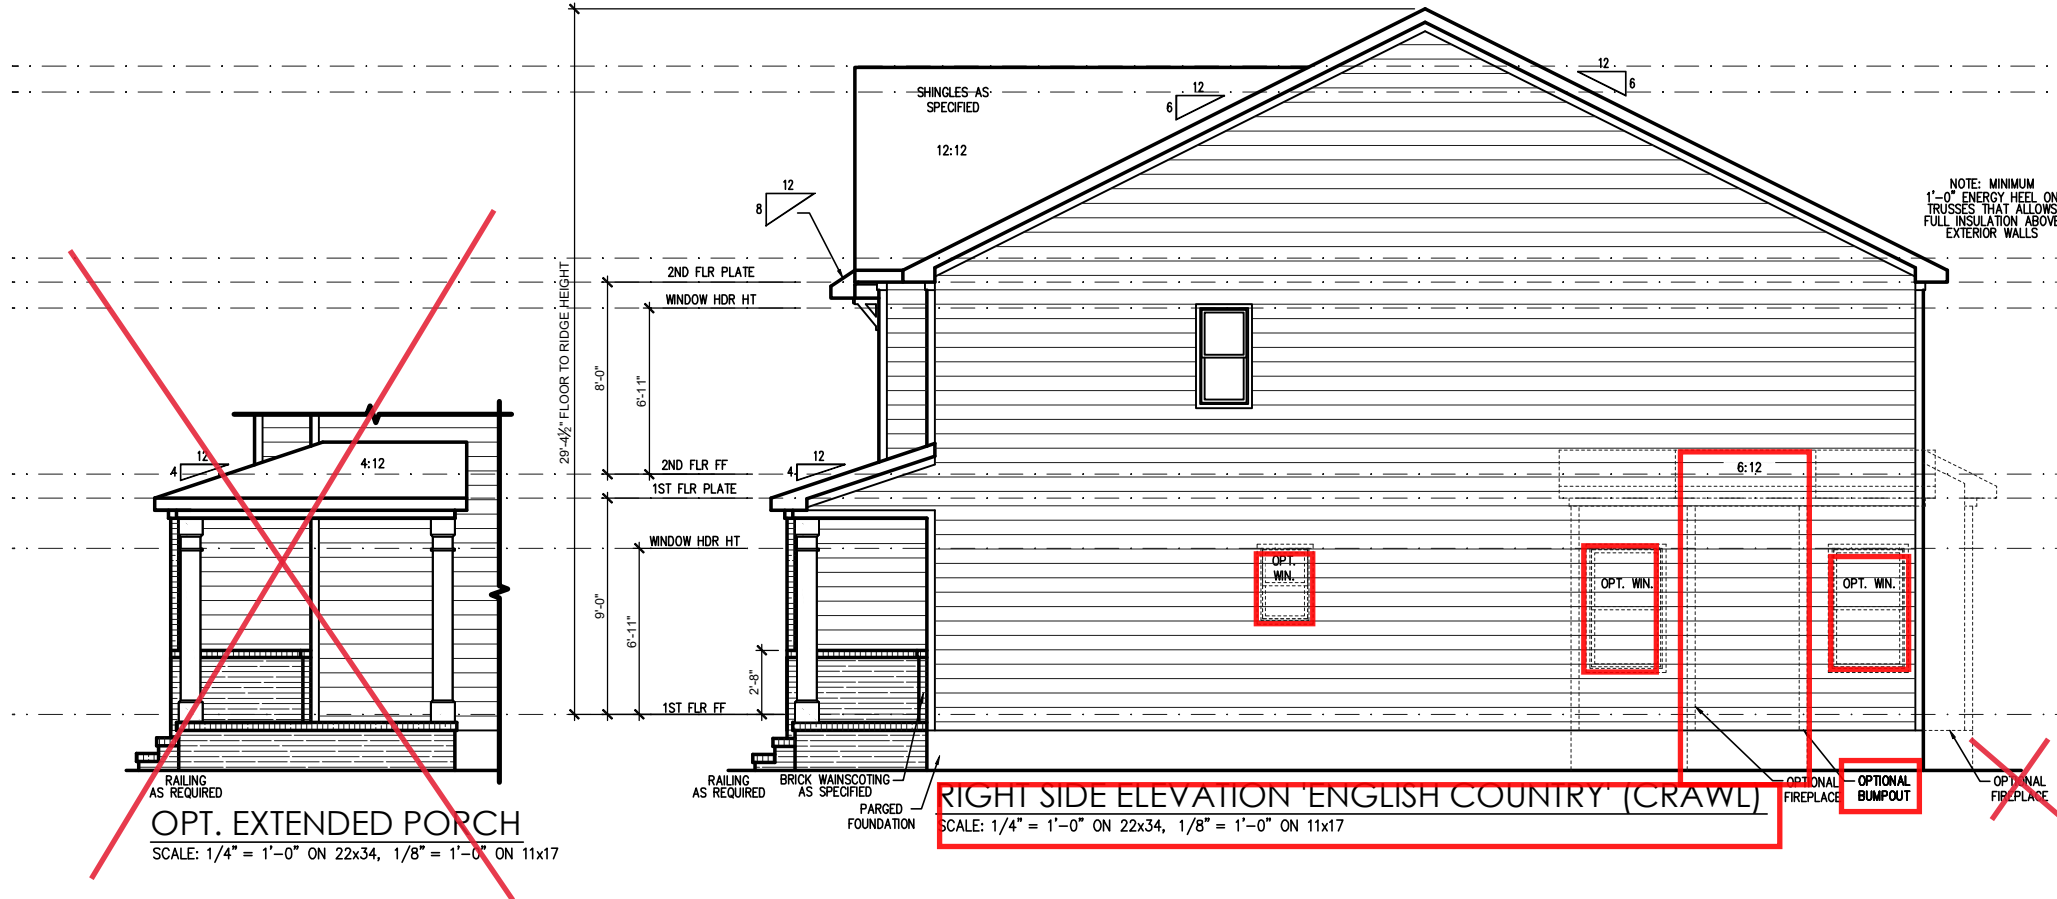 SHINGLES AS
SPECIFIED
12:12
12
6
12
6
12
8
NOTE: MINIMUM
1'-0" ENERGY HEEL ON
TRUSSES THAT ALLOWS
FULL INSULATION ABOVE
EXTERIOR WALLS
29'-4½" FLOOR TO RIDGE HEIGHT
2ND FLR PLATE
WINDOW HDR HT
8'-0"
6'-11"
2ND FLR FF
1ST FLR PLATE
12
4
WINDOW HDR HT
9'-0"
6'-11"
2'-8"
1ST FLR FF
12
4
4:12
6:12
OPT.
WIN.
OPT. WIN.
OPT. WIN.
RAILING
AS REQUIRED
OPT. EXTENDED PORCH
SCALE: 1/4" = 1'-0" ON 22x34, 1/8" = 1'-0" ON 11x17
RAILING
AS REQUIRED
BRICK WAINSCOTING
AS SPECIFIED
PARGED
FOUNDATION
RIGHT SIDE ELEVATION 'ENGLISH COUNTRY' (CRAWL)
SCALE: 1/4" = 1'-0" ON 22x34, 1/8" = 1'-0" ON 11x17
OPTIONAL
FIREPLACE
OPTIONAL
BUMPOUT
OPTIONAL
FIREPLACE